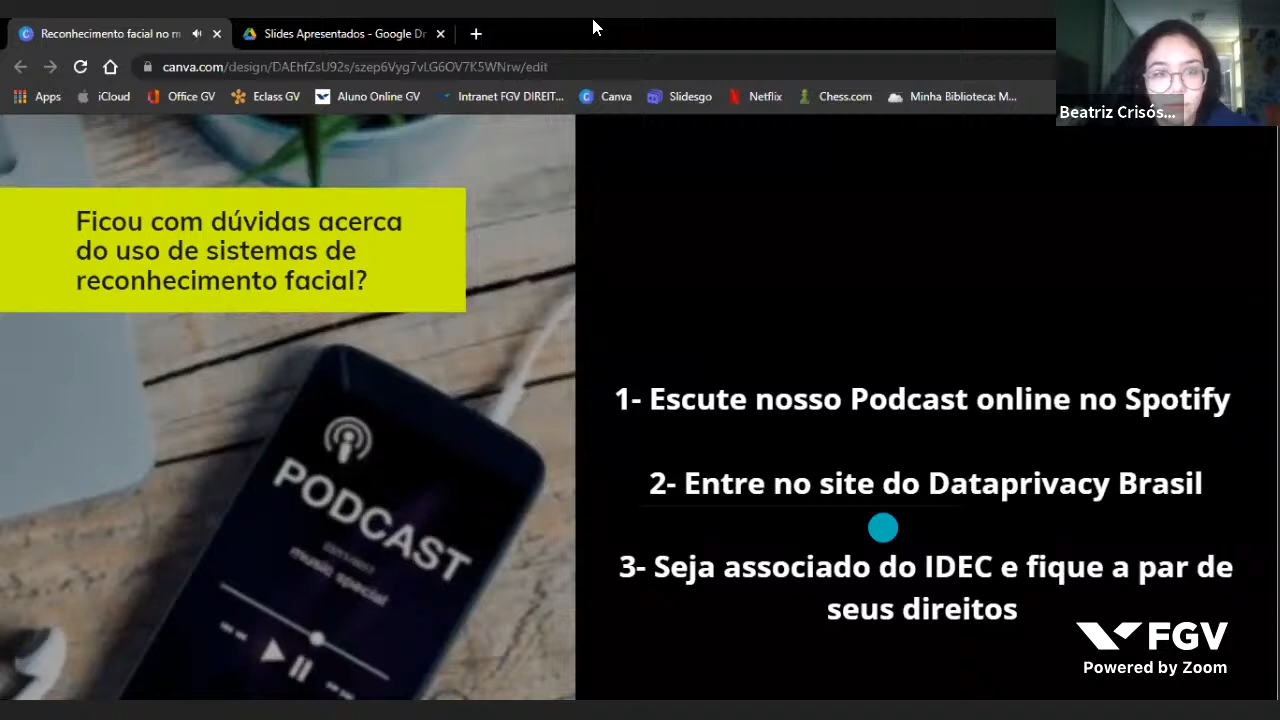 Reconhecimento facial no m
Slides Apresentados - Google Dr
canva.com/design/DAEhfZsU92s/szep6Vyg7vLG6OV7K5WNrw/edit
Apps
iCloud
Office GV
Eclass GV
Aluno Online GV
Intranet FGV DIREIT...
Canva
Slidesgo
Netflix
Chess.com
Minha Biblioteca: M...
Beatriz Crisós...
Ficou com dúvidas acerca
do uso de sistemas de
reconhecimento facial?
PODCAST
music special
1- Escute nosso Podcast online no Spotify
2- Entre no site do Dataprivacy Brasil
3- Seja associado do IDEC e fique a par de
seus direitos
FGV
Powered by Zoom